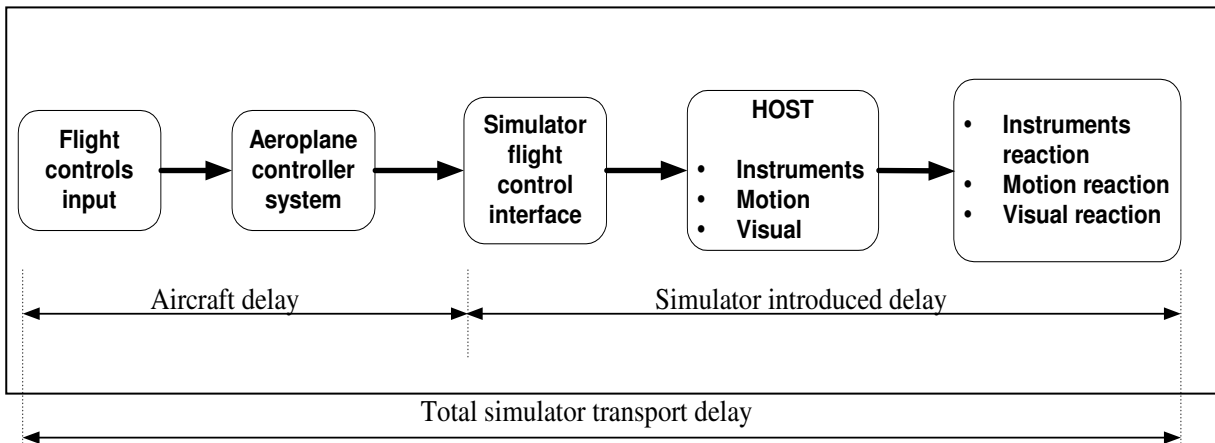 Flight
controls
input
Aeroplane
controller
system
Simulator
flight
control
interface
HOST
• Instruments
• Motion
• Visual
• Instruments
reaction
• Motion reaction
• Visual reaction
Aircraft delay
Simulator introduced delay
Total simulator transport delay